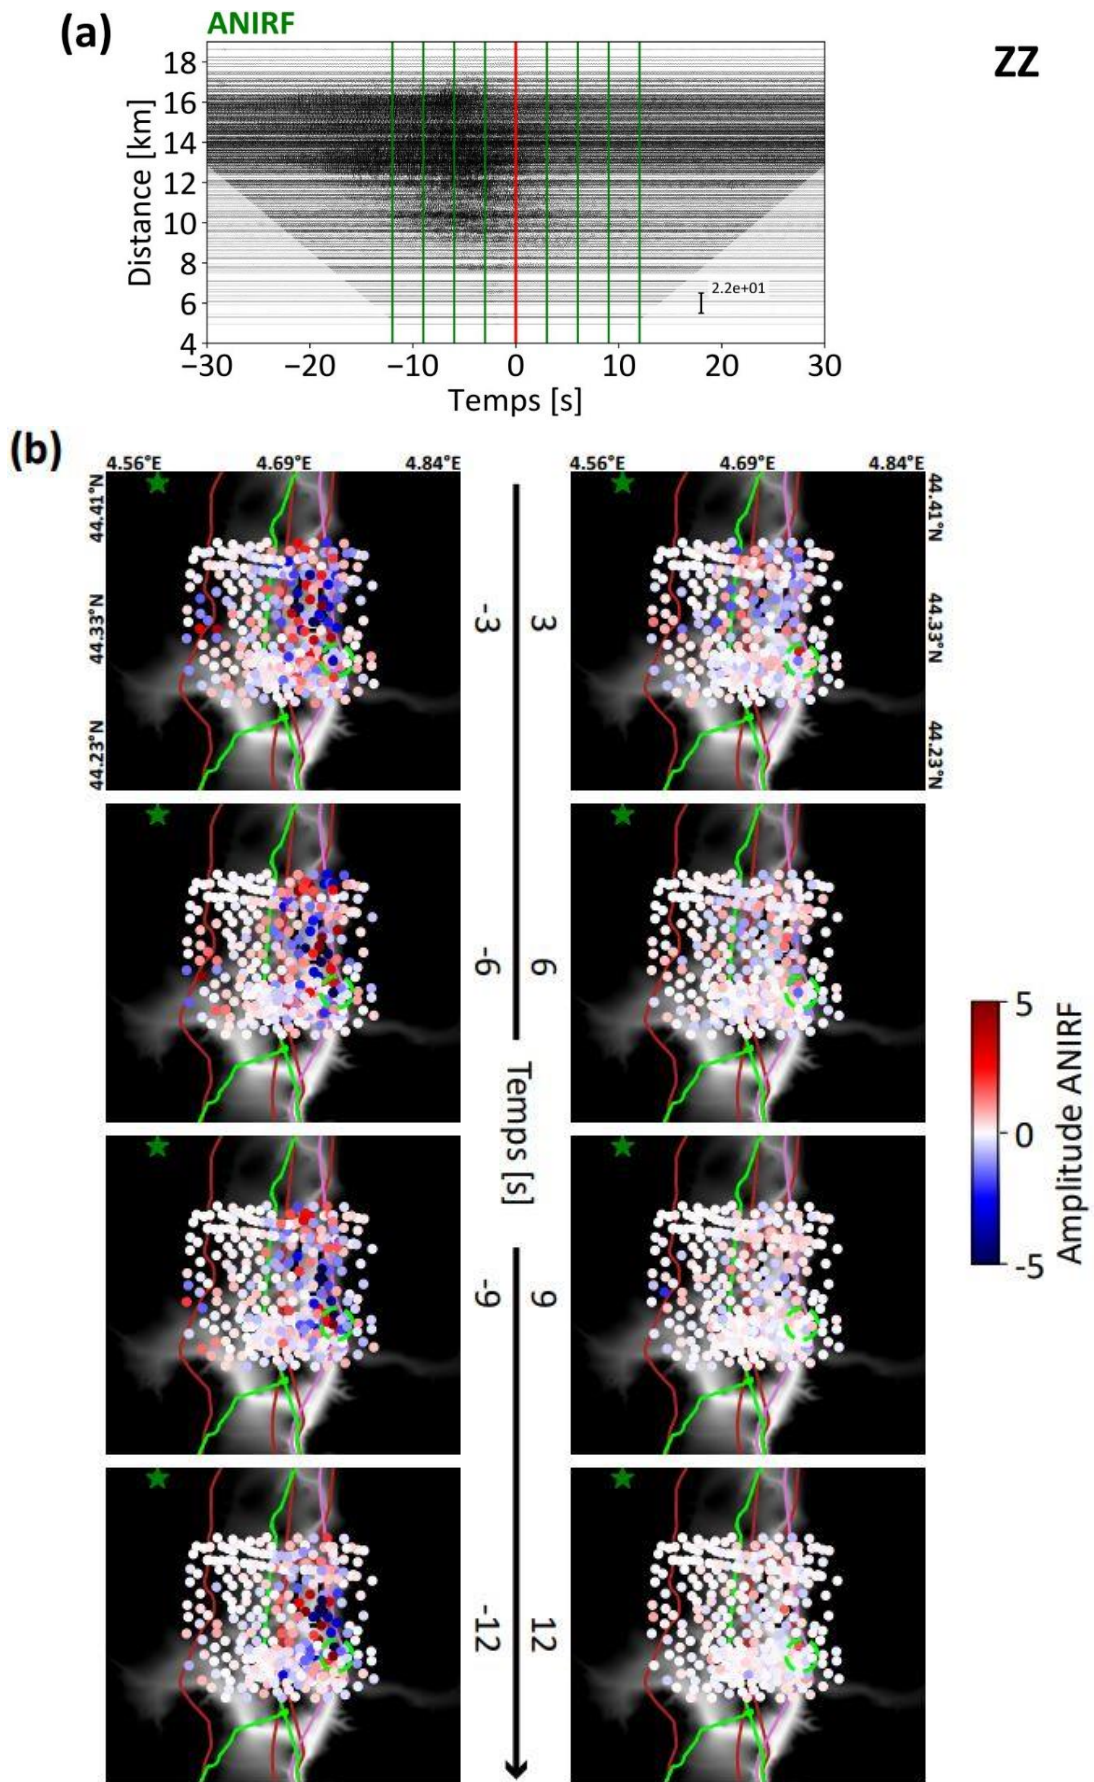 (a)
ANIRF
ZZ
18
16
14
12
10
8
6
4
Distance [km]
2.2e+01
−30
−20
−10
0
10
20
30
Temps [s]
(b)
4.56°E
4.69°E
4.84°E
4.56°E
4.69°E
4.84°E
44.41°N
44.33°N
44.23°N
44.41°N
44.33°N
44.23°N
-3
3
-6
6
Temps [s]
-9
9
-12
12
5
0
-5
Amplitude ANIRF